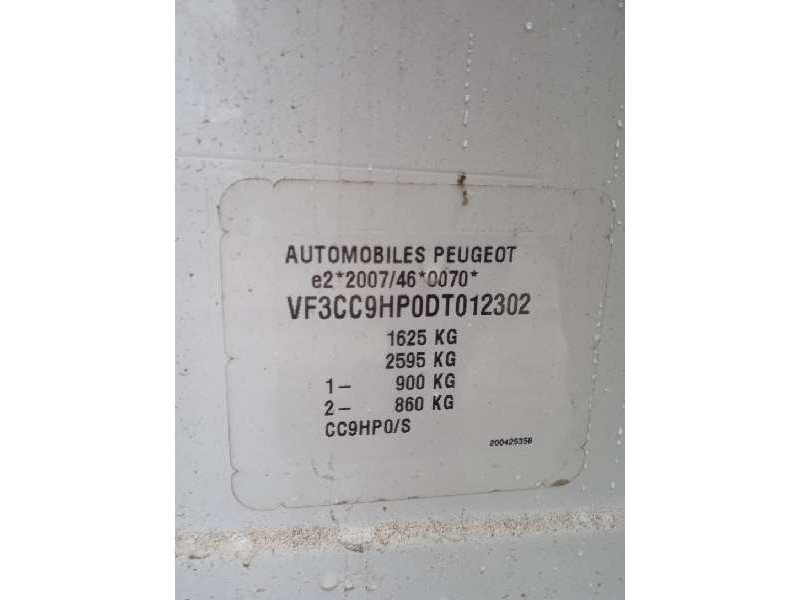 AUTOMOBILES PEUGEOT
e2*2007/46*0070*
VF3CC9HP0DT012302
1625 KG
2595 KG
1– 900 KG
2– 860 KG
CC9HP0/S
200425358